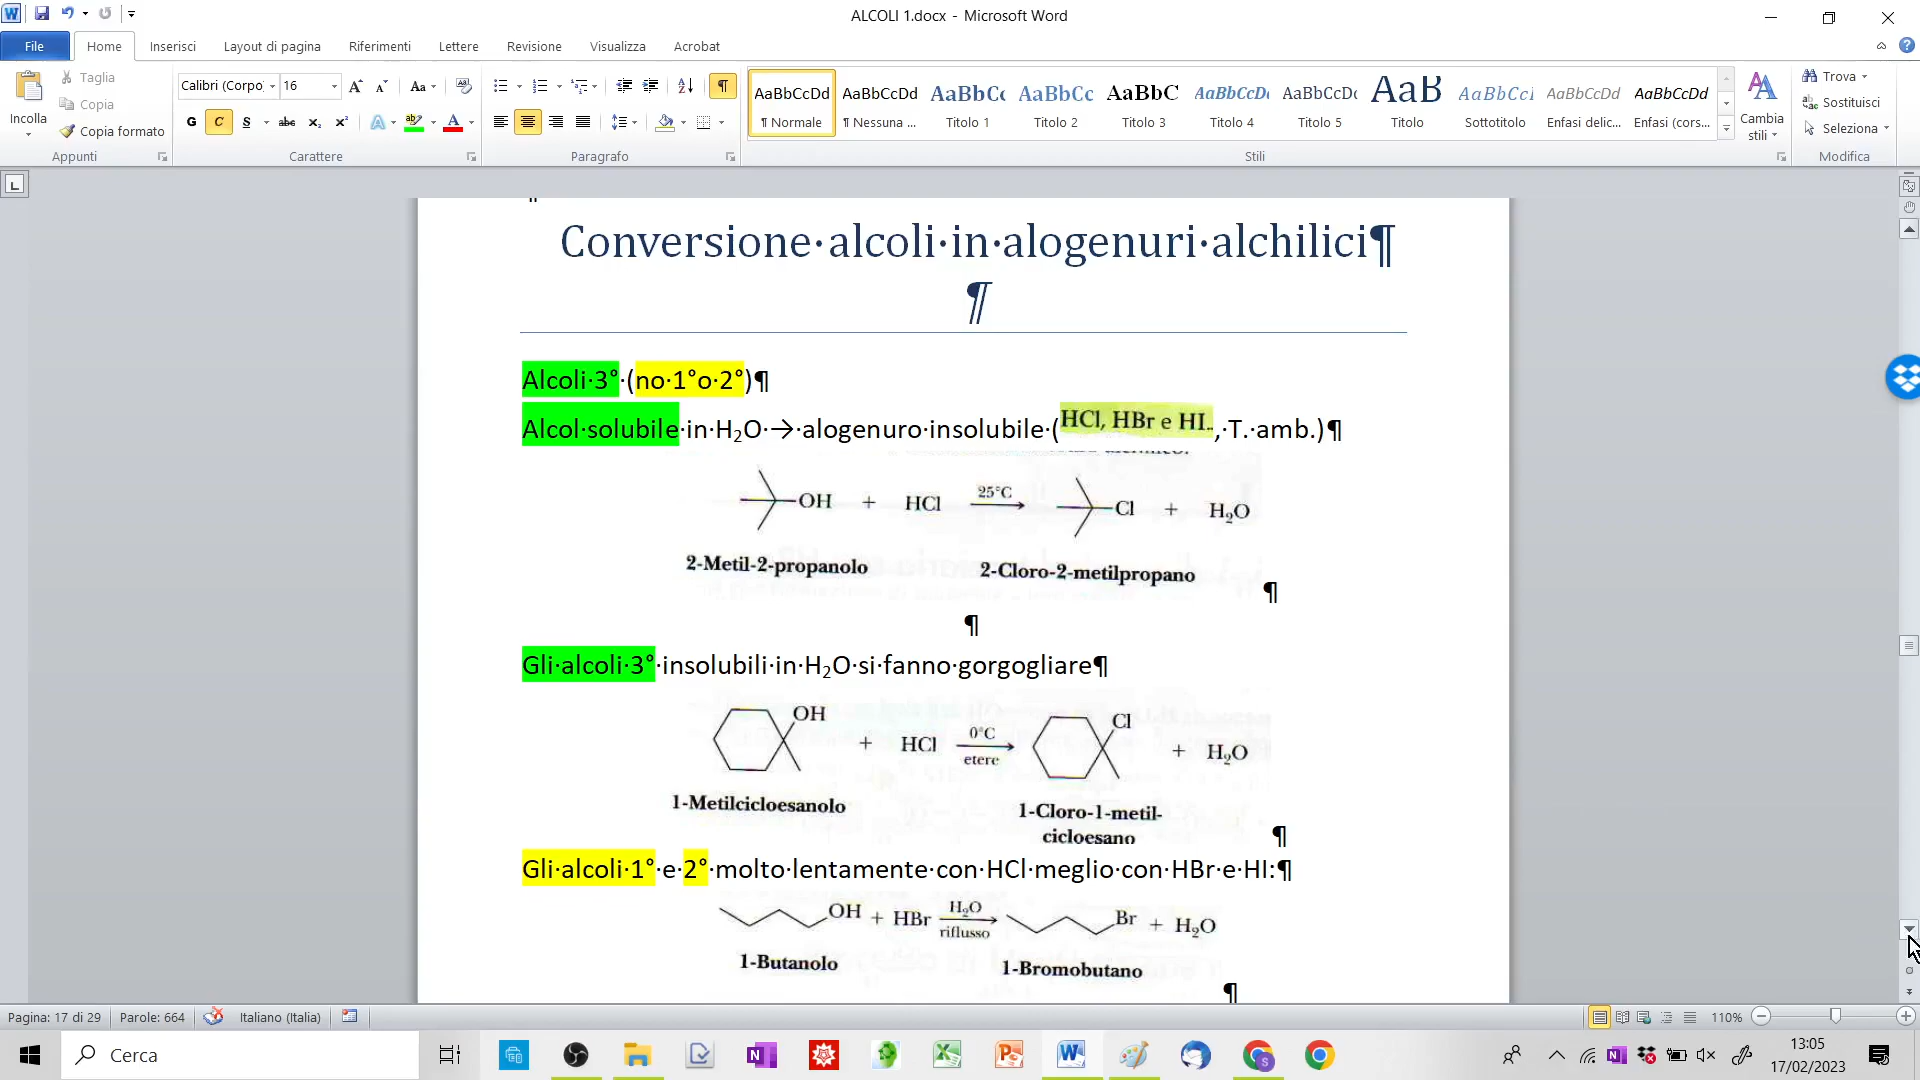 ALCOLI 1.docx - Microsoft Word
File Home Inserisci Layout di pagina Riferimenti Lettere Revisione Visualizza Acrobat
Incolla
Taglia
Copia
Copia formato
Appunti
Calibri (Corpo 16
G C S abc
Carattere
Paragrafo
AaBbCcDd AaBbCcDd AaBbCc AaBbCc AaBbC AaBbCcDd AaBbCcDc AaB AaBbCcI AaBbCcDd AaBbCcDd
¶ Normale ¶ Nessuna ... Titolo 1 Titolo 2 Titolo 3 Titolo 4 Titolo 5 Titolo Sottotitolo Enfasi delic... Enfasi (cors...
Stili
Cambia stili
Trova
Sostituisci
Seleziona
Modifica
Conversione·alcoli·in·alogenuri·alchilici¶
¶
Alcoli·3°·(no·1°o·2°)¶
Alcol·solubile·in·H₂O·→·alogenuro·insolubile·(HCl, HBr e HI.,·T.·amb.)¶
OH + HCl 25°C Cl + H₂O
2-Metil-2-propanolo 2-Cloro-2-metilpropano ¶
¶
Gli·alcoli·3°·insolubili·in·H₂O·si·fanno·gorgogliare¶
OH + HCl 0°C etere Cl + H₂O
1-Metilcicloesanolo 1-Cloro-1-metil-
cicloesano ¶
Gli·alcoli·1°·e·2°·molto·lentamente·con·HCl·meglio·con·HBr·e·HI:¶
OH + HBr H₂O riflusso Br + H₂O
1-Butanolo 1-Bromobutano
¶
Pagina: 17 di 29 Parole: 664 Italiano (Italia) 110%
Cerca
13:05
17/02/2023